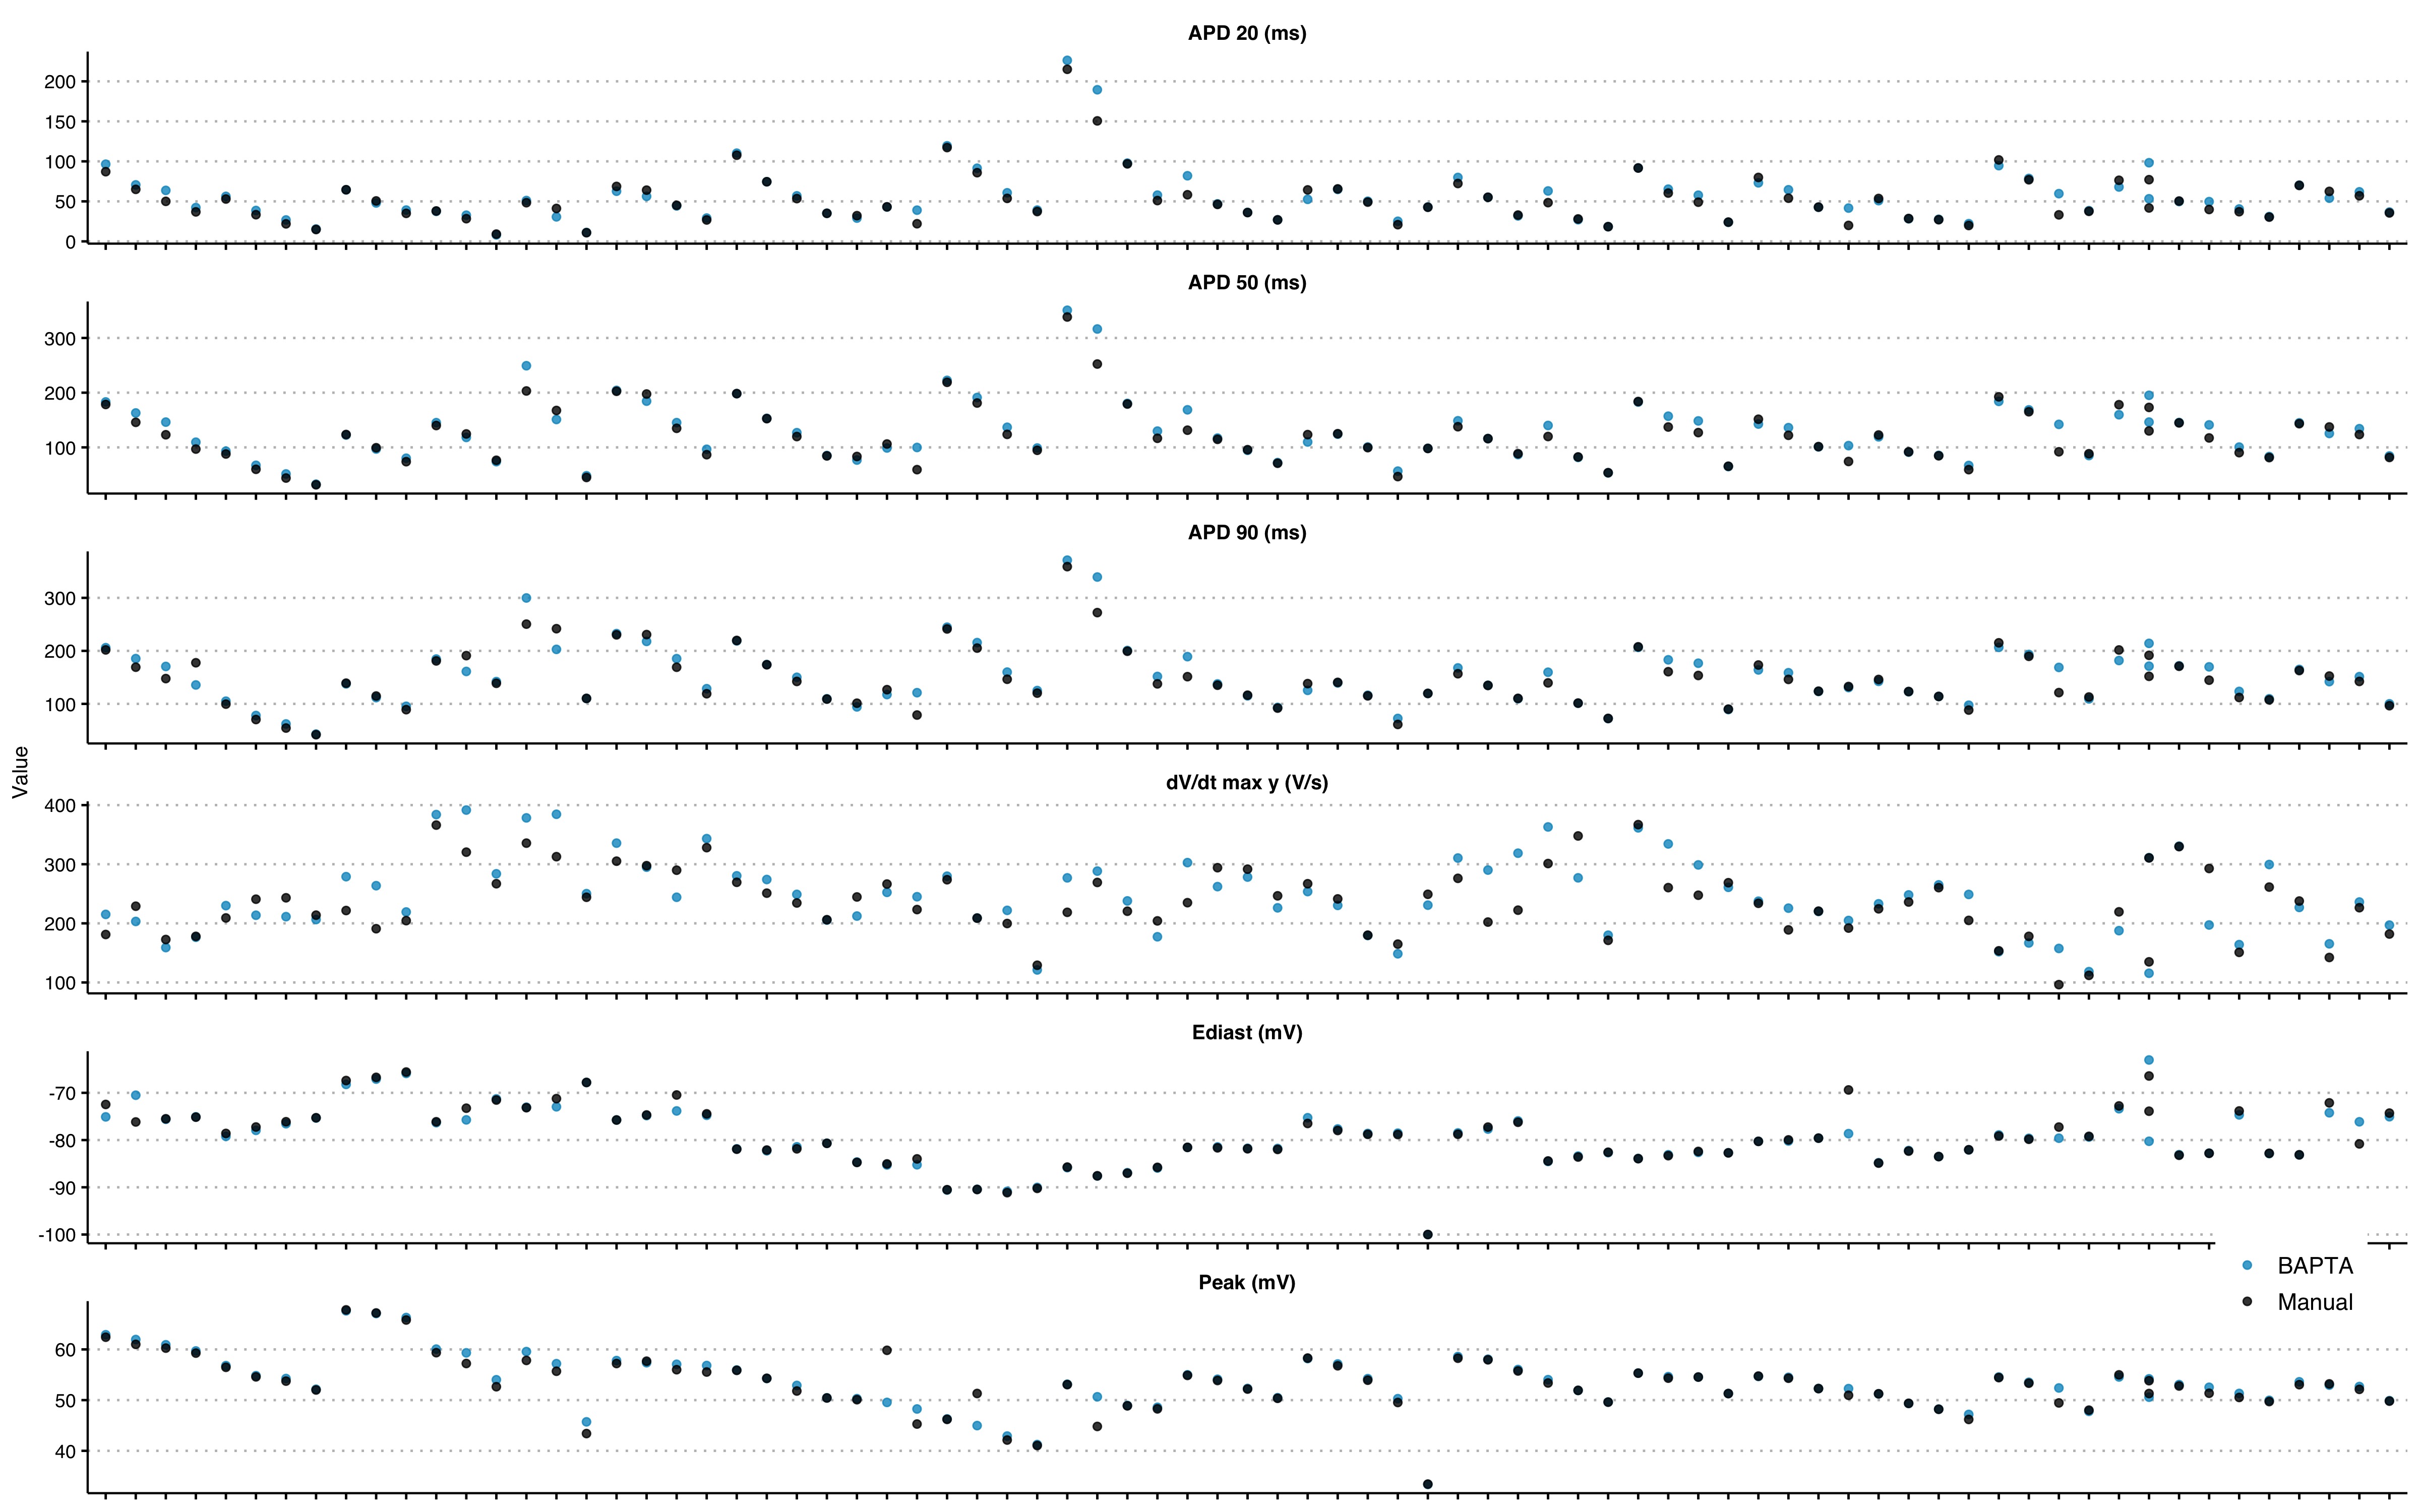 APD 20 (ms)
200
150
100
50
0
APD 50 (ms)
300
200
100
APD 90 (ms)
300
200
100
Value
dV/dt max y (V/s)
400
300
200
100
Ediast (mV)
-70
-80
-90
-100
BAPTA
Manual
Peak (mV)
60
50
40